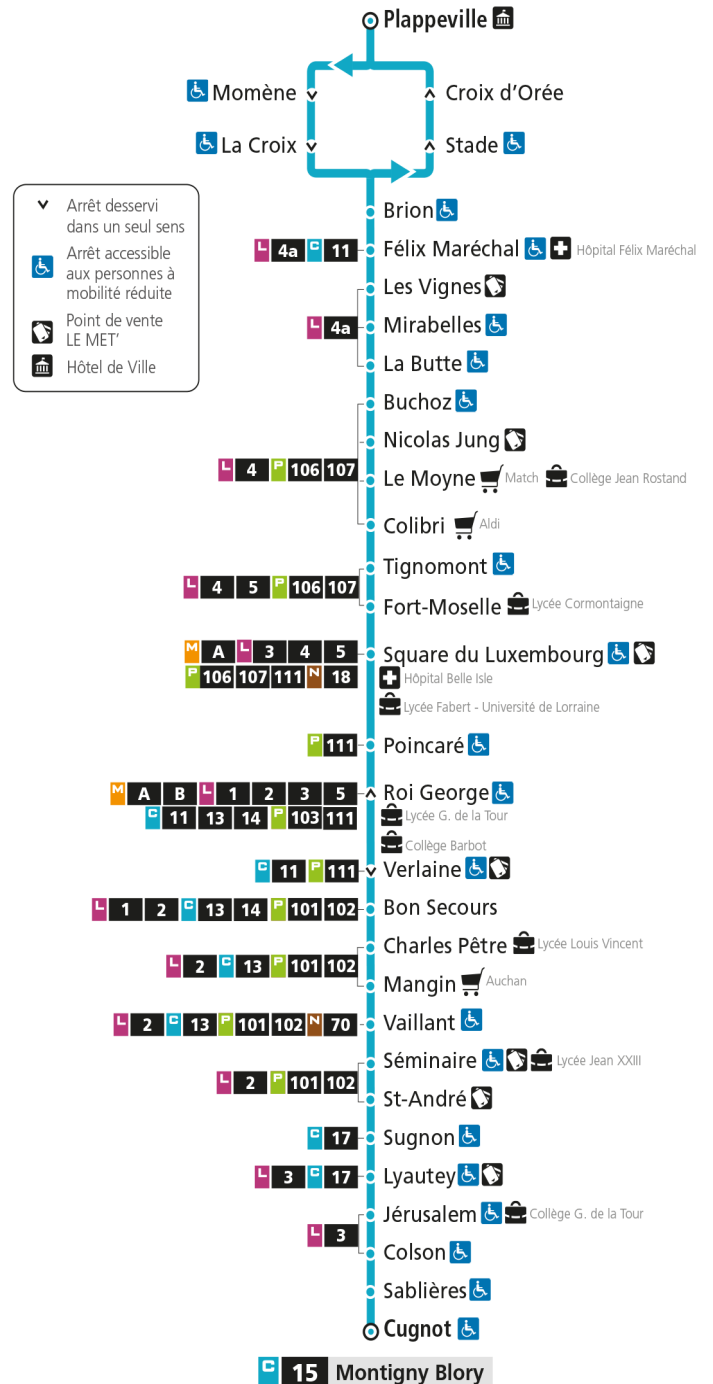 Plappeville
Momène
Croix d'Orée
La Croix
Stade
Arrêt desservi
dans un seul sens
Arrêt accessible
aux personnes à
mobilité réduite
Point de vente
LE MET'
Hôtel de Ville
Brion
L 4a C 11 Félix Maréchal Hôpital Félix Maréchal
Les Vignes
L 4a Mirabelles
La Butte
Buchoz
Nicolas Jung
L 4 P 106 107
Le Moyne Match Collège Jean Rostand
Colibri Aldi
Tignomont
L 4 5 P 106 107
Fort-Moselle Lycée Cormontaigne
M A L 3 4 5 Square du Luxembourg
P 106 107 111 N 18 Hôpital Belle Isle
Lycée Fabert - Université de Lorraine
P 111 Poincaré
M A B L 1 2 3 5 Roi George
C 11 13 14 P 103 111 Lycée G. de la Tour
Collège Barbot
C 11 P 111 Verlaine
L 1 2 C 13 14 P 101 102 Bon Secours
Charles Pêtre Lycée Louis Vincent
L 2 C 13 P 101 102
Mangin Auchan
L 2 C 13 P 101 102 N 70 Vaillant
Séminaire Lycée Jean XXIII
L 2 P 101 102
St-André
C 17 Sugnon
L 3 C 17 Lyautey
Jérusalem Collège G. de la Tour
L 3
Colson
Sablières
Cugnot
C 15 Montigny Blory